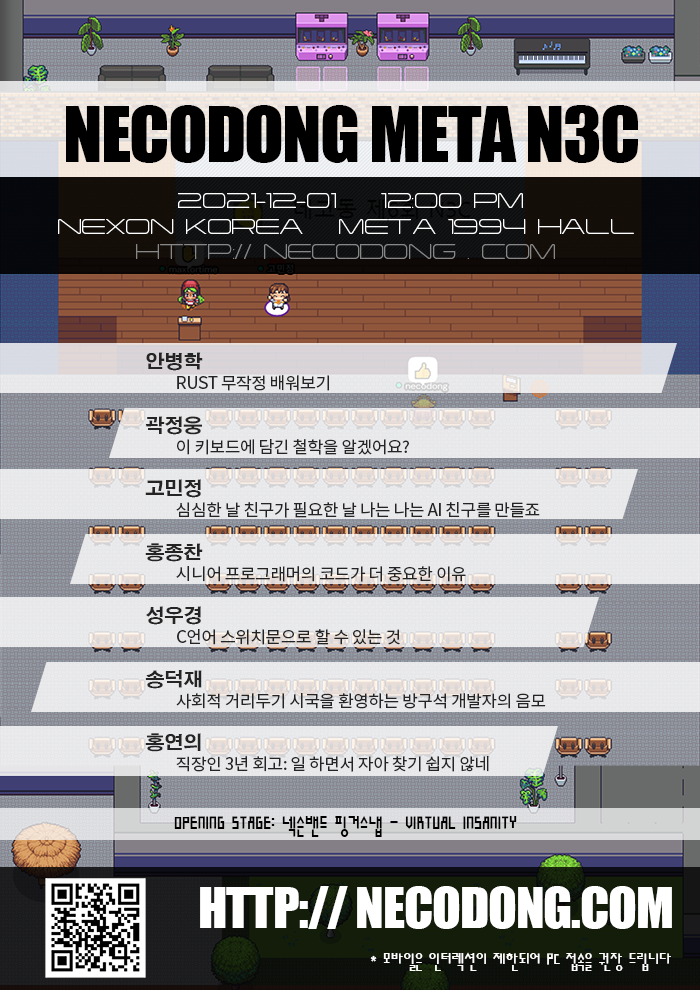 NECODONG META N3C
2021-12-01 12:00 PM
NEXON KOREA META 1994 HALL
HTTP:// NECODONG . COM
안병학
RUST 무작정 배워보기
necodong
곽정웅
이 키보드에 담긴 철학을 알겠어요?
고민정
심심한 날 친구가 필요한 날 나는 나는 AI 친구를 만들죠
홍종찬
시니어 프로그래머의 코드가 더 중요한 이유
성우경
C언어 스위치문으로 할 수 있는 것
송덕재
사회적 거리두기 시국을 환영하는 방구석 개발자의 음모
홍연의
직장인 3년 회고: 일 하면서 자아 찾기 쉽지 않네
OPENING STAGE: 넥슨밴드 핑거스냅 - VIRTUAL INSANITY
HTTP:// NECODONG.COM
* 모바일은 인터렉션이 제한되어 PC 접속을 권장 드립니다